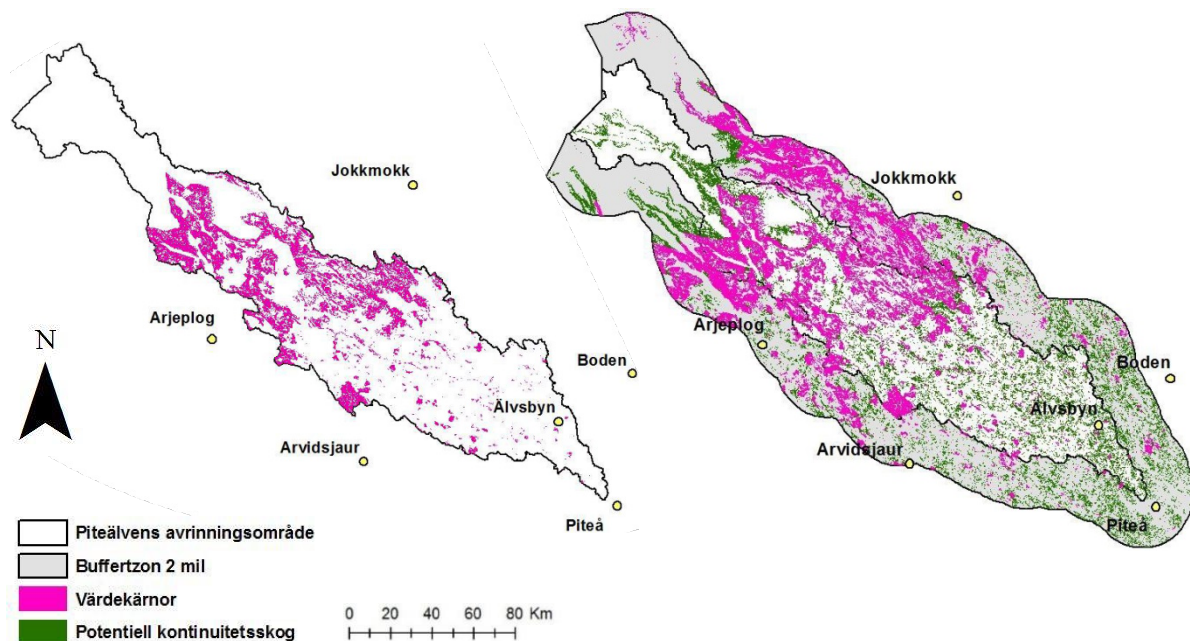 Jokkmokk
Arjeplog
Boden
Älvsbyn
Arvidsjaur
Piteå
N
Jokkmokk
Arjeplog
Boden
Älvsbyn
Arvidsjaur
Piteå
Piteälvens avrinningsområde
Buffertzon 2 mil
Värdekärnor
Potentiell kontinuitetsskog
0 20 40 60 80 Km